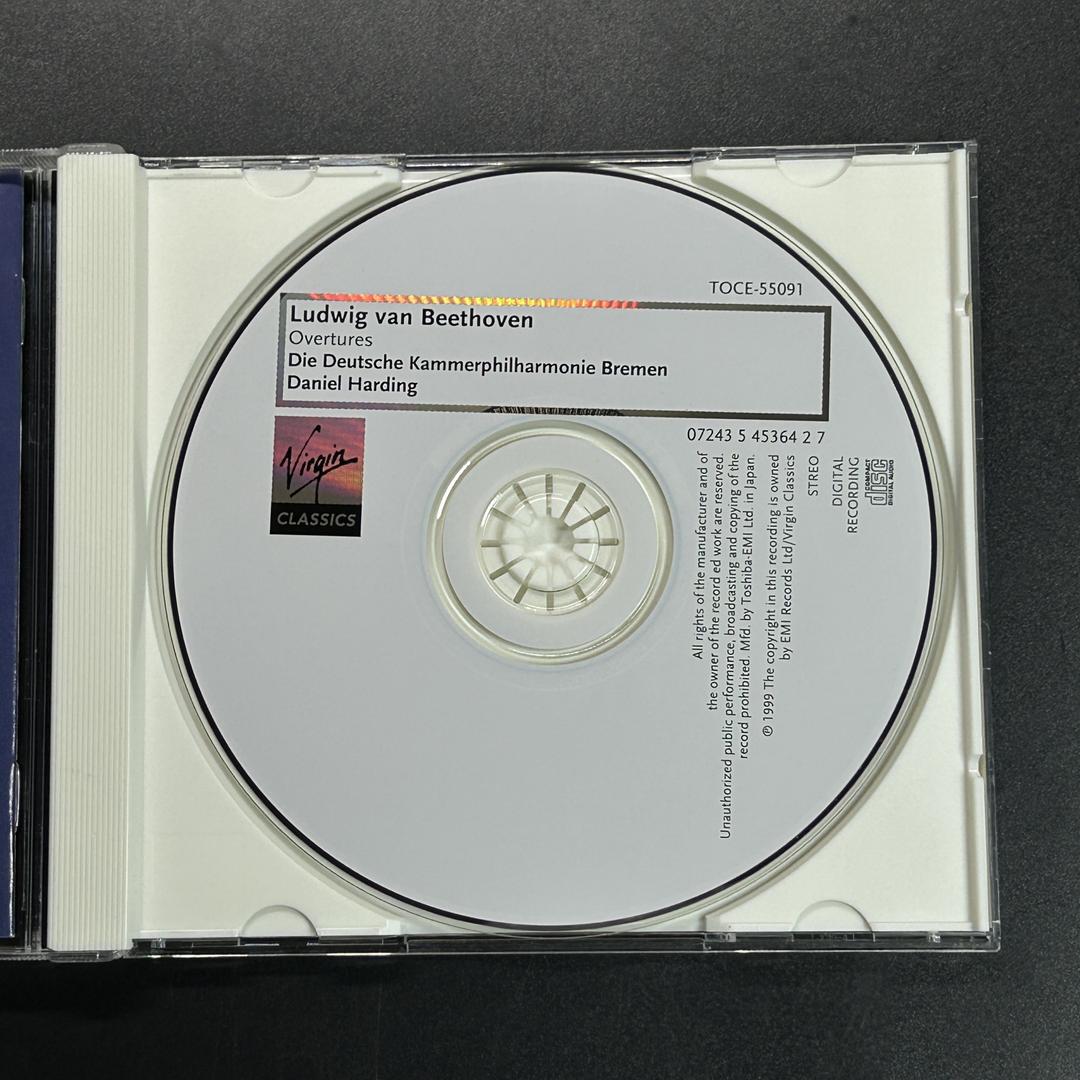 TOCE-55091
Ludwig van Beethoven
Overtures
Die Deutsche Kammerphilharmonie Bremen
Daniel Harding
Virgin
CLASSICS
07243 5 45364 2 7
STREO
DIGITAL
RECORDING
COMPACT
disc
DIGITAL AUDIO
All rights of the manufacturer and of
the owner of the record ed work are reserved.
Unauthorized public performance, broadcasting and copying of the
record prohibited. Mfd. by Toshiba-EMI Ltd. in Japan.
℗ 1999 The copyright in this recording is owned
by EMI Records Ltd/Virgin Classics